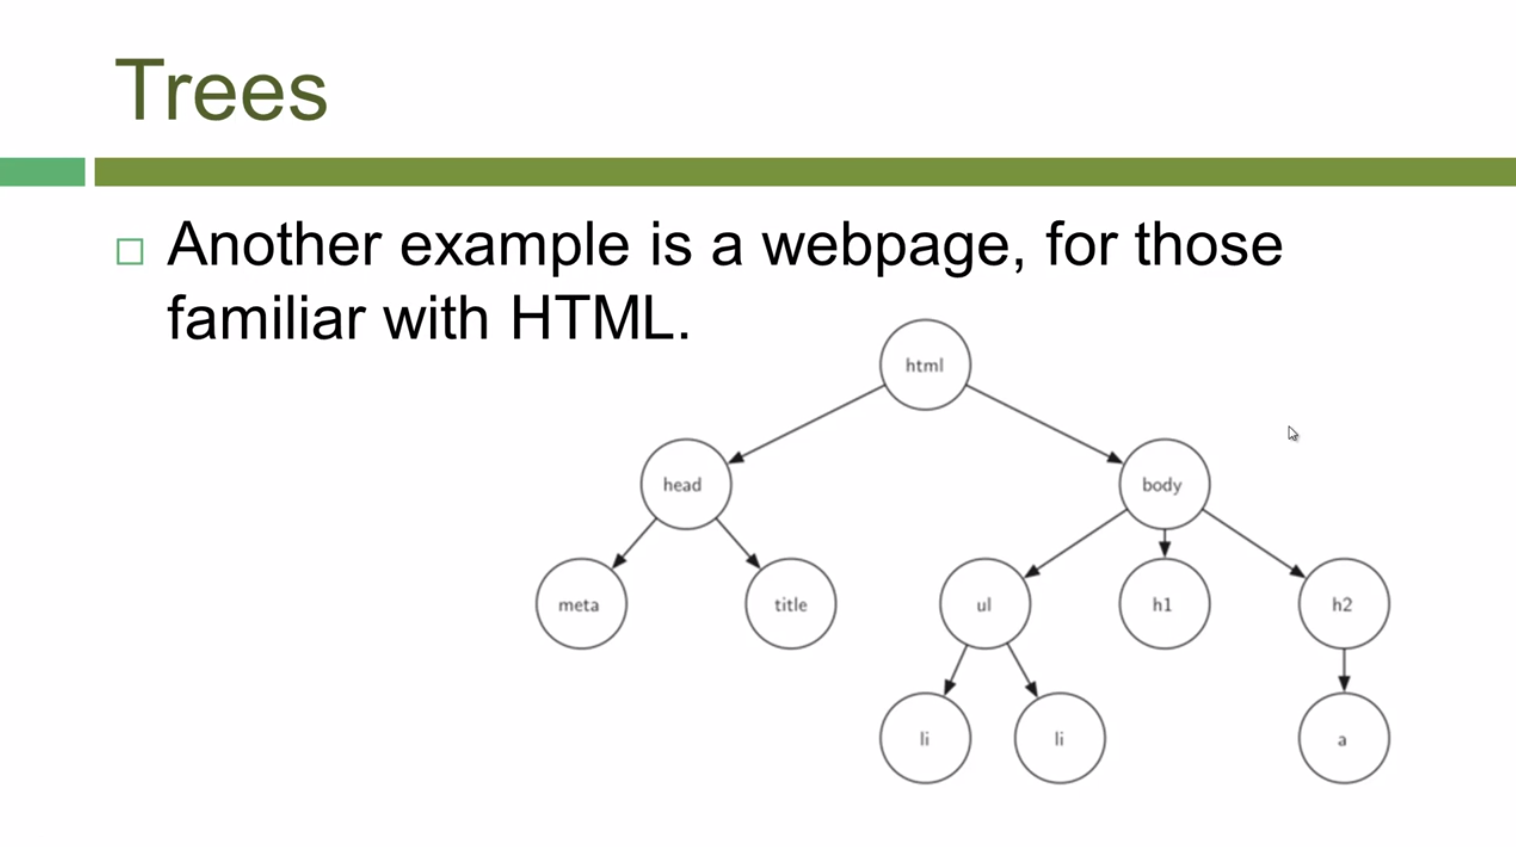 Trees
Another example is a webpage, for those
familiar with HTML.
html
head
body
meta
title
ul
h1
h2
li
li
a